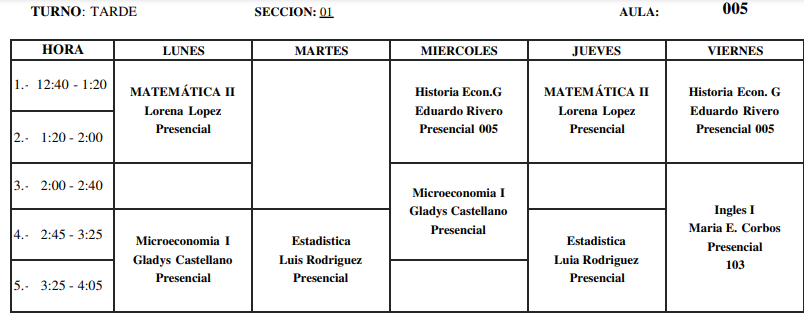 TURNO: TARDE SECCION: 01 AULA: 005
HORA LUNES MARTES MIERCOLES JUEVES VIERNES
1.- 12:40 - 1:20
2.- 1:20 - 2:00
3.- 2:00 - 2:40
4.- 2:45 - 3:25
5.- 3:25 - 4:05
MATEMÁTICA II
Lorena Lopez
Presencial
Microeconomia I
Gladys Castellano
Presencial
Estadistica
Luis Rodriguez
Presencial
Historia Econ.G
Eduardo Rivero
Presencial 005
Microeconomia I
Gladys Castellano
Presencial
MATEMÁTICA II
Lorena Lopez
Presencial
Estadistica
Luia Rodriguez
Presencial
Historia Econ. G
Eduardo Rivero
Presencial 005
Ingles I
Maria E. Corbos
Presencial
103